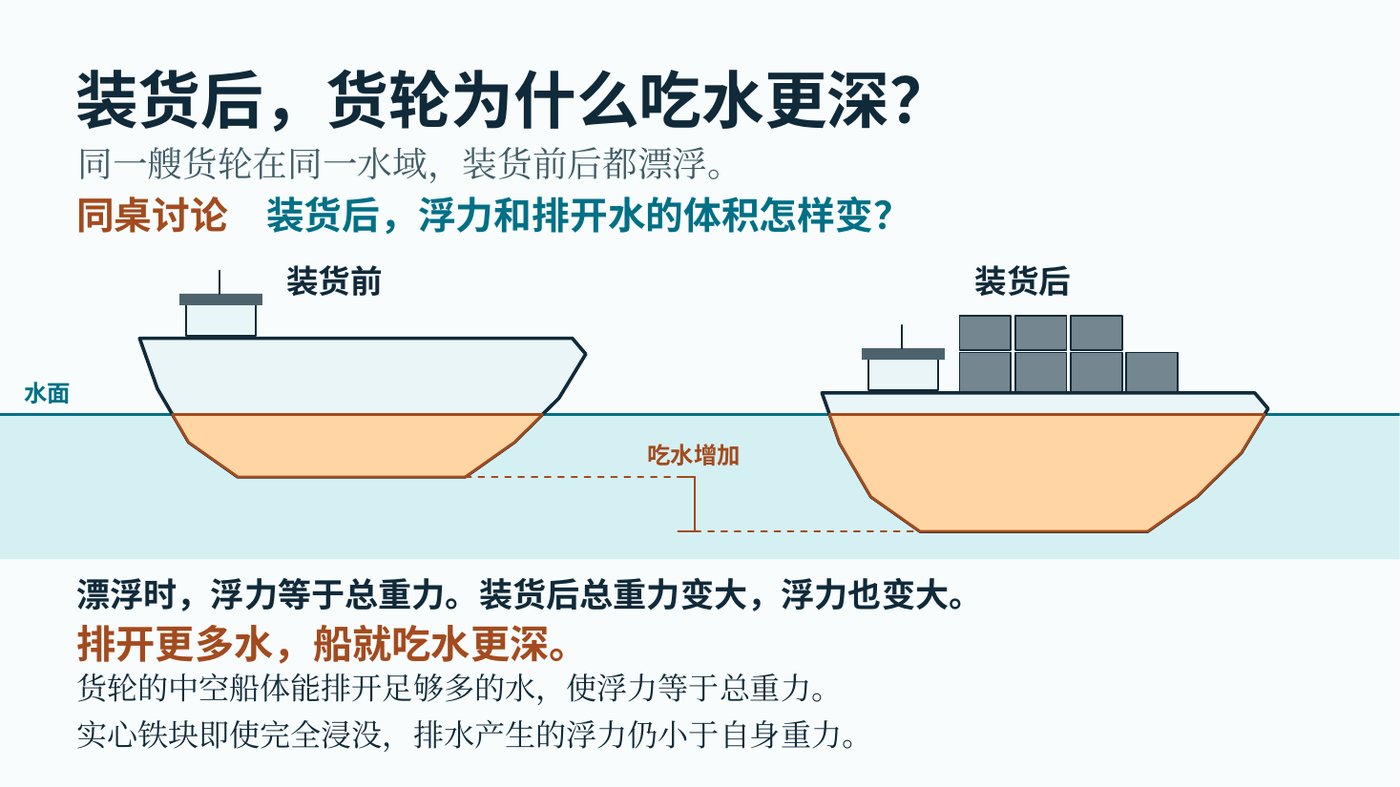 装货后，货轮为什么吃水更深？
同一艘货轮在同一水域，装货前后都漂浮。
同桌讨论 装货后，浮力和排开水的体积怎样变？
装货前
装货后
水面
吃水增加
漂浮时，浮力等于总重力。装货后总重力变大，浮力也变大。
排开更多水，船就吃水更深。
货轮的中空船体能排开足够多的水，使浮力等于总重力。
实心铁块即使完全浸没，排水产生的浮力仍小于自身重力。